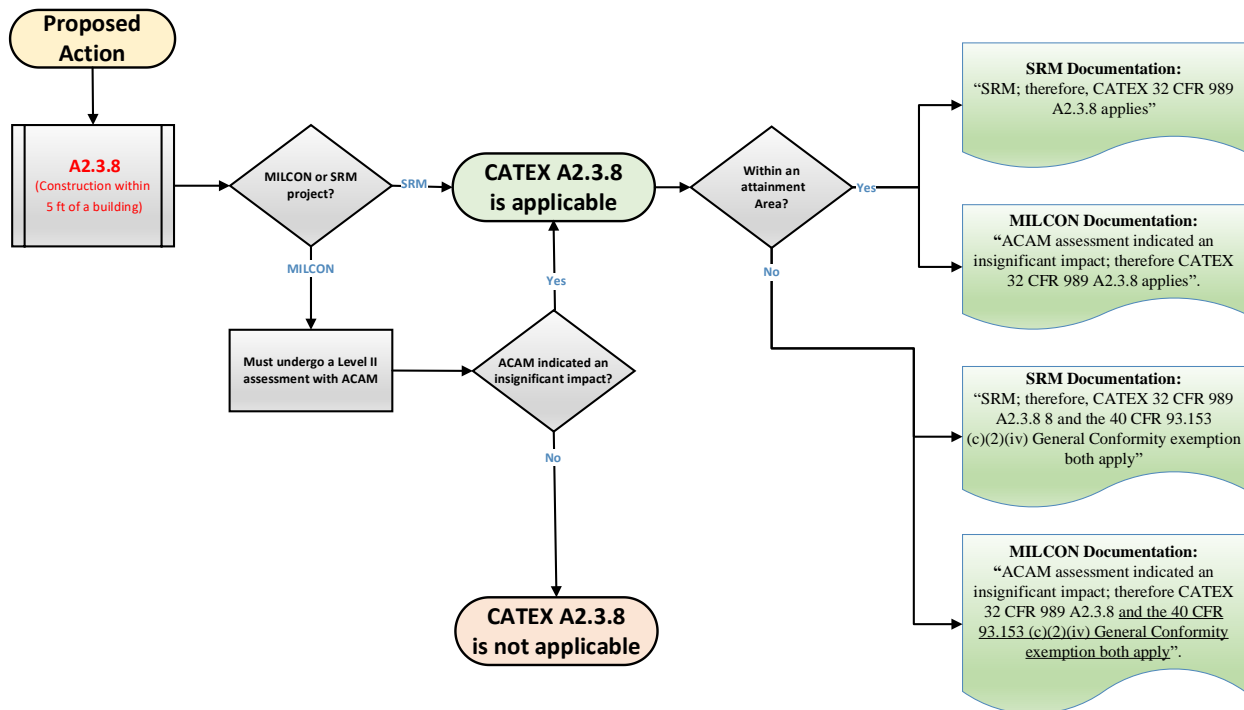 Proposed
Action
A2.3.8
(Construction within
5 ft of a building)
MILCON or SRM
project?
SRM
MILCON
Must undergo a Level II
assessment with ACAM
ACAM indicated an
insignificant impact?
Yes
No
CATEX A2.3.8
is applicable
CATEX A2.3.8
is not applicable
Within an
attainment
Area?
Yes
No
SRM Documentation:
“SRM; therefore, CATEX 32 CFR 989
A2.3.8 applies”
MILCON Documentation:
“ACAM assessment indicated an
insignificant impact; therefore CATEX
32 CFR 989 A2.3.8 applies”.
SRM Documentation:
“SRM; therefore, CATEX 32 CFR 989
A2.3.8 8 and the 40 CFR 93.153
(c)(2)(iv) General Conformity exemption
both apply”
MILCON Documentation:
“ACAM assessment indicated an
insignificant impact; therefore CATEX
32 CFR 989 A2.3.8 and the 40 CFR
93.153 (c)(2)(iv) General Conformity
exemption both apply”.